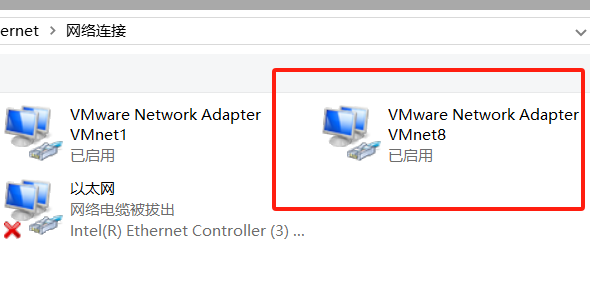 ernet > 网络连接
VMware Network Adapter
VMnet1
已启用
VMware Network Adapter
VMnet8
已启用
以太网
网络电缆被拔出
Intel(R) Ethernet Controller (3) ...